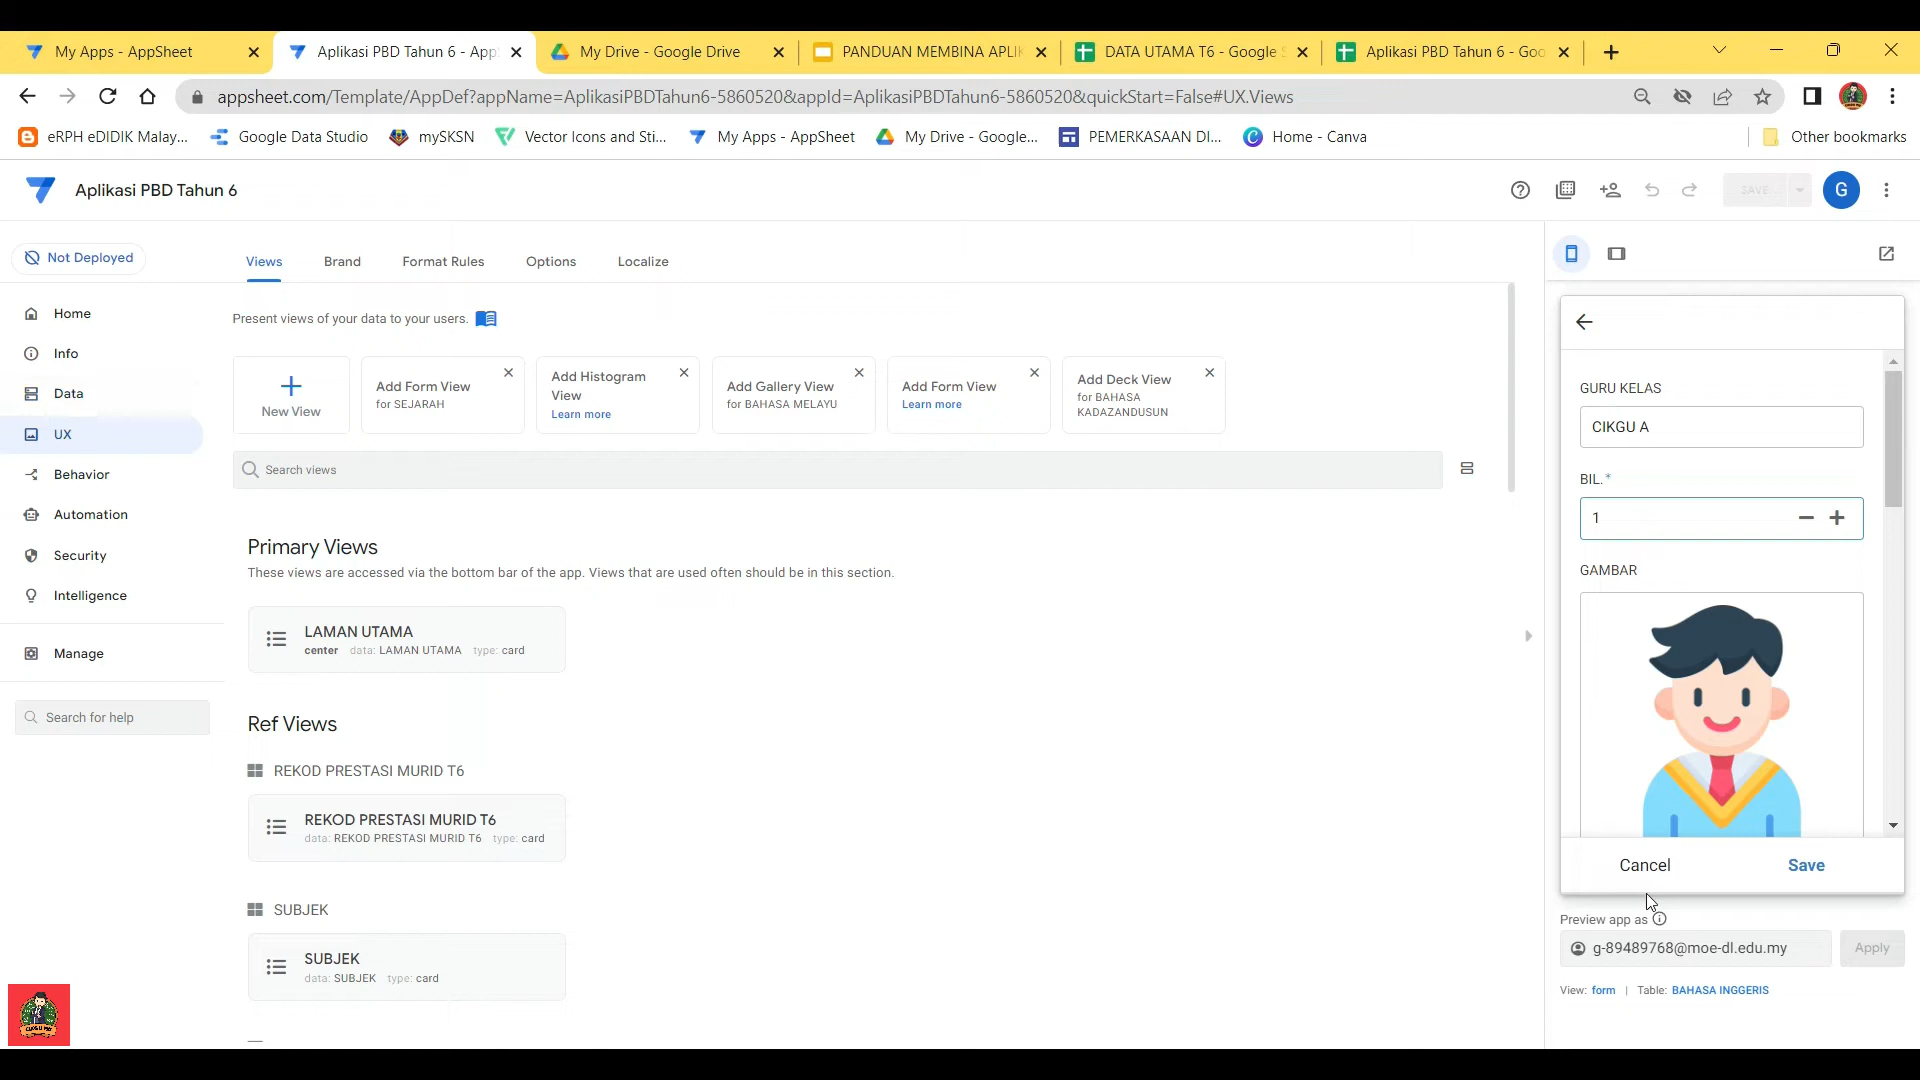 My Apps - AppSheet
Aplikasi PBD Tahun 6 - App
My Drive - Google Drive
PANDUAN MEMBINA APLIK
DATA UTAMA T6 - Google S
Aplikasi PBD Tahun 6 - Goo
appsheet.com/Template/AppDef?appName=AplikasiPBDTahun6-5860520&appId=AplikasiPBDTahun6-5860520&quickStart=False#UX.Views
eRPH eDIDIK Malay...
Google Data Studio
mySKSN
Vector Icons and Sti...
My Apps - AppSheet
My Drive - Google...
PEMERKASAAN DI...
Home - Canva
Other bookmarks
Aplikasi PBD Tahun 6
SAVE
G
Not Deployed
Home
Info
Data
UX
Behavior
Automation
Security
Intelligence
Manage
Search for help
Views
Brand
Format Rules
Options
Localize
Present views of your data to your users.
New View
Add Form View
for SEJARAH
Add Histogram
View
Learn more
Add Gallery View
for BAHASA MELAYU
Add Form View
Learn more
Add Deck View
for BAHASA
KADAZANDUSUN
Search views
Primary Views
These views are accessed via the bottom bar of the app. Views that are used often should be in this section.
LAMAN UTAMA
center data: LAMAN UTAMA type: card
Ref Views
REKOD PRESTASI MURID T6
REKOD PRESTASI MURID T6
data: REKOD PRESTASI MURID T6 type: card
SUBJEK
SUBJEK
data: SUBJEK type: card
GURU KELAS
CIKGU A
BIL. *
1
GAMBAR
Cancel
Save
Preview app as
g-89489768@moe-dl.edu.my
Apply
View: form | Table: BAHASA INGGERIS